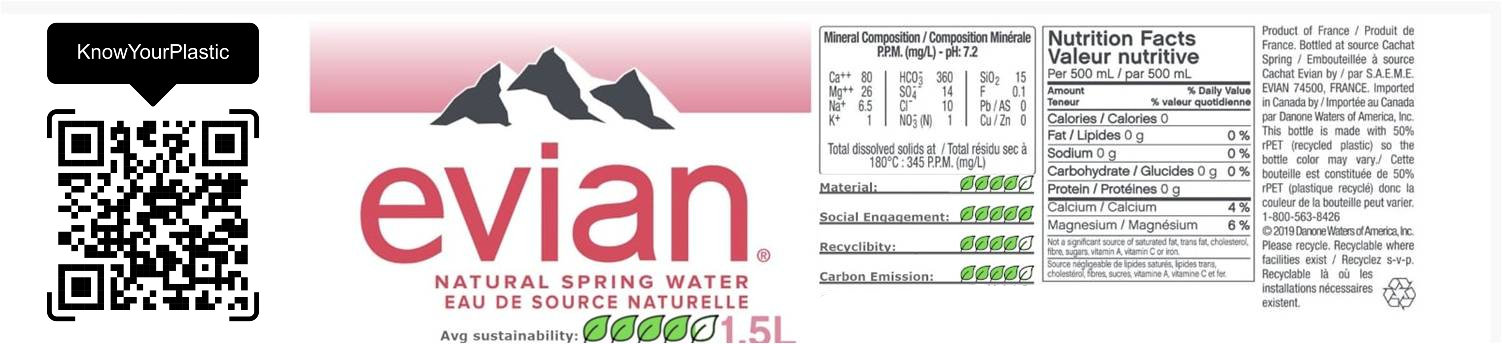 KnowYourPlastic
evian®
NATURAL SPRING WATER
EAU DE SOURCE NATURELLE
Avg sustainability:
1.5L
Mineral Composition / Composition Minérale
P.P.M. (mg/L) - pH: 7.2
Ca++ 80 HCO3- 360 SiO2 15
Mg++ 26 SO4-- 14 F 0.1
Na+ 6.5 Cl- 10 Pb / AS 0
K+ 1 NO3- (N) 1 Cu / Zn 0
Total dissolved solids at / Total résidu sec à
180°C : 345 P.P.M. (mg/L)
Material:
Social Engagement:
Recyclibity:
Carbon Emission:
Nutrition Facts
Valeur nutritive
Per 500 mL / par 500 mL
Amount % Daily Value
Teneur % valeur quotidienne
Calories / Calories 0
Fat / Lipides 0 g 0 %
Sodium 0 g 0 %
Carbohydrate / Glucides 0 g 0 %
Protein / Protéines 0 g
Calcium / Calcium 4 %
Magnesium / Magnésium 6 %
Not a significant source of saturated fat, trans fat, cholesterol,
fibre, sugars, vitamin A, vitamin C or iron.
Source négligeable de lipides saturés, lipides trans,
cholestérol, fibres, sucres, vitamine A, vitamine C et fer.
Product of France / Produit de
France. Bottled at source Cachat
Spring / Embouteillée à source
Cachat Evian by / par S.A.E.M.E.
EVIAN 74500, FRANCE. Imported
in Canada by / Importée au Canada
par Danone Waters of America, Inc.
This bottle is made with 50%
rPET (recycled plastic) so the
bottle color may vary./ Cette
bouteille est constituée de 50%
rPET (plastique recyclé) donc la
couleur de la bouteille peut varier.
1-800-563-8426
© 2019 Danone Waters of America, Inc.
Please recycle. Recyclable where
facilities exist / Recyclez s-v-p.
Recyclable là où les
installations nécessaires
existent.